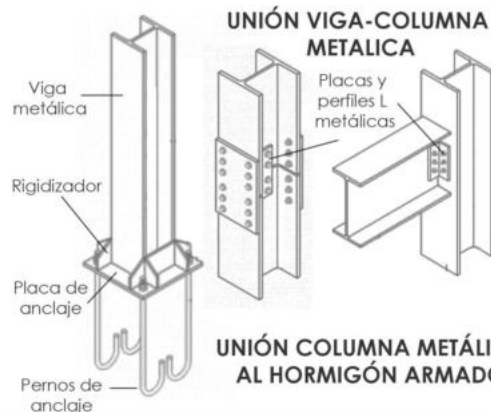 UNIÓN VIGA-COLUMNA
METALICA
Viga
metálica
Placas y
perfiles L
metálicas
Rigidizador
Placa de
anclaje
Pernos de
anclaje
UNIÓN COLUMNA METÁLI
AL HORMIGÓN ARMADO